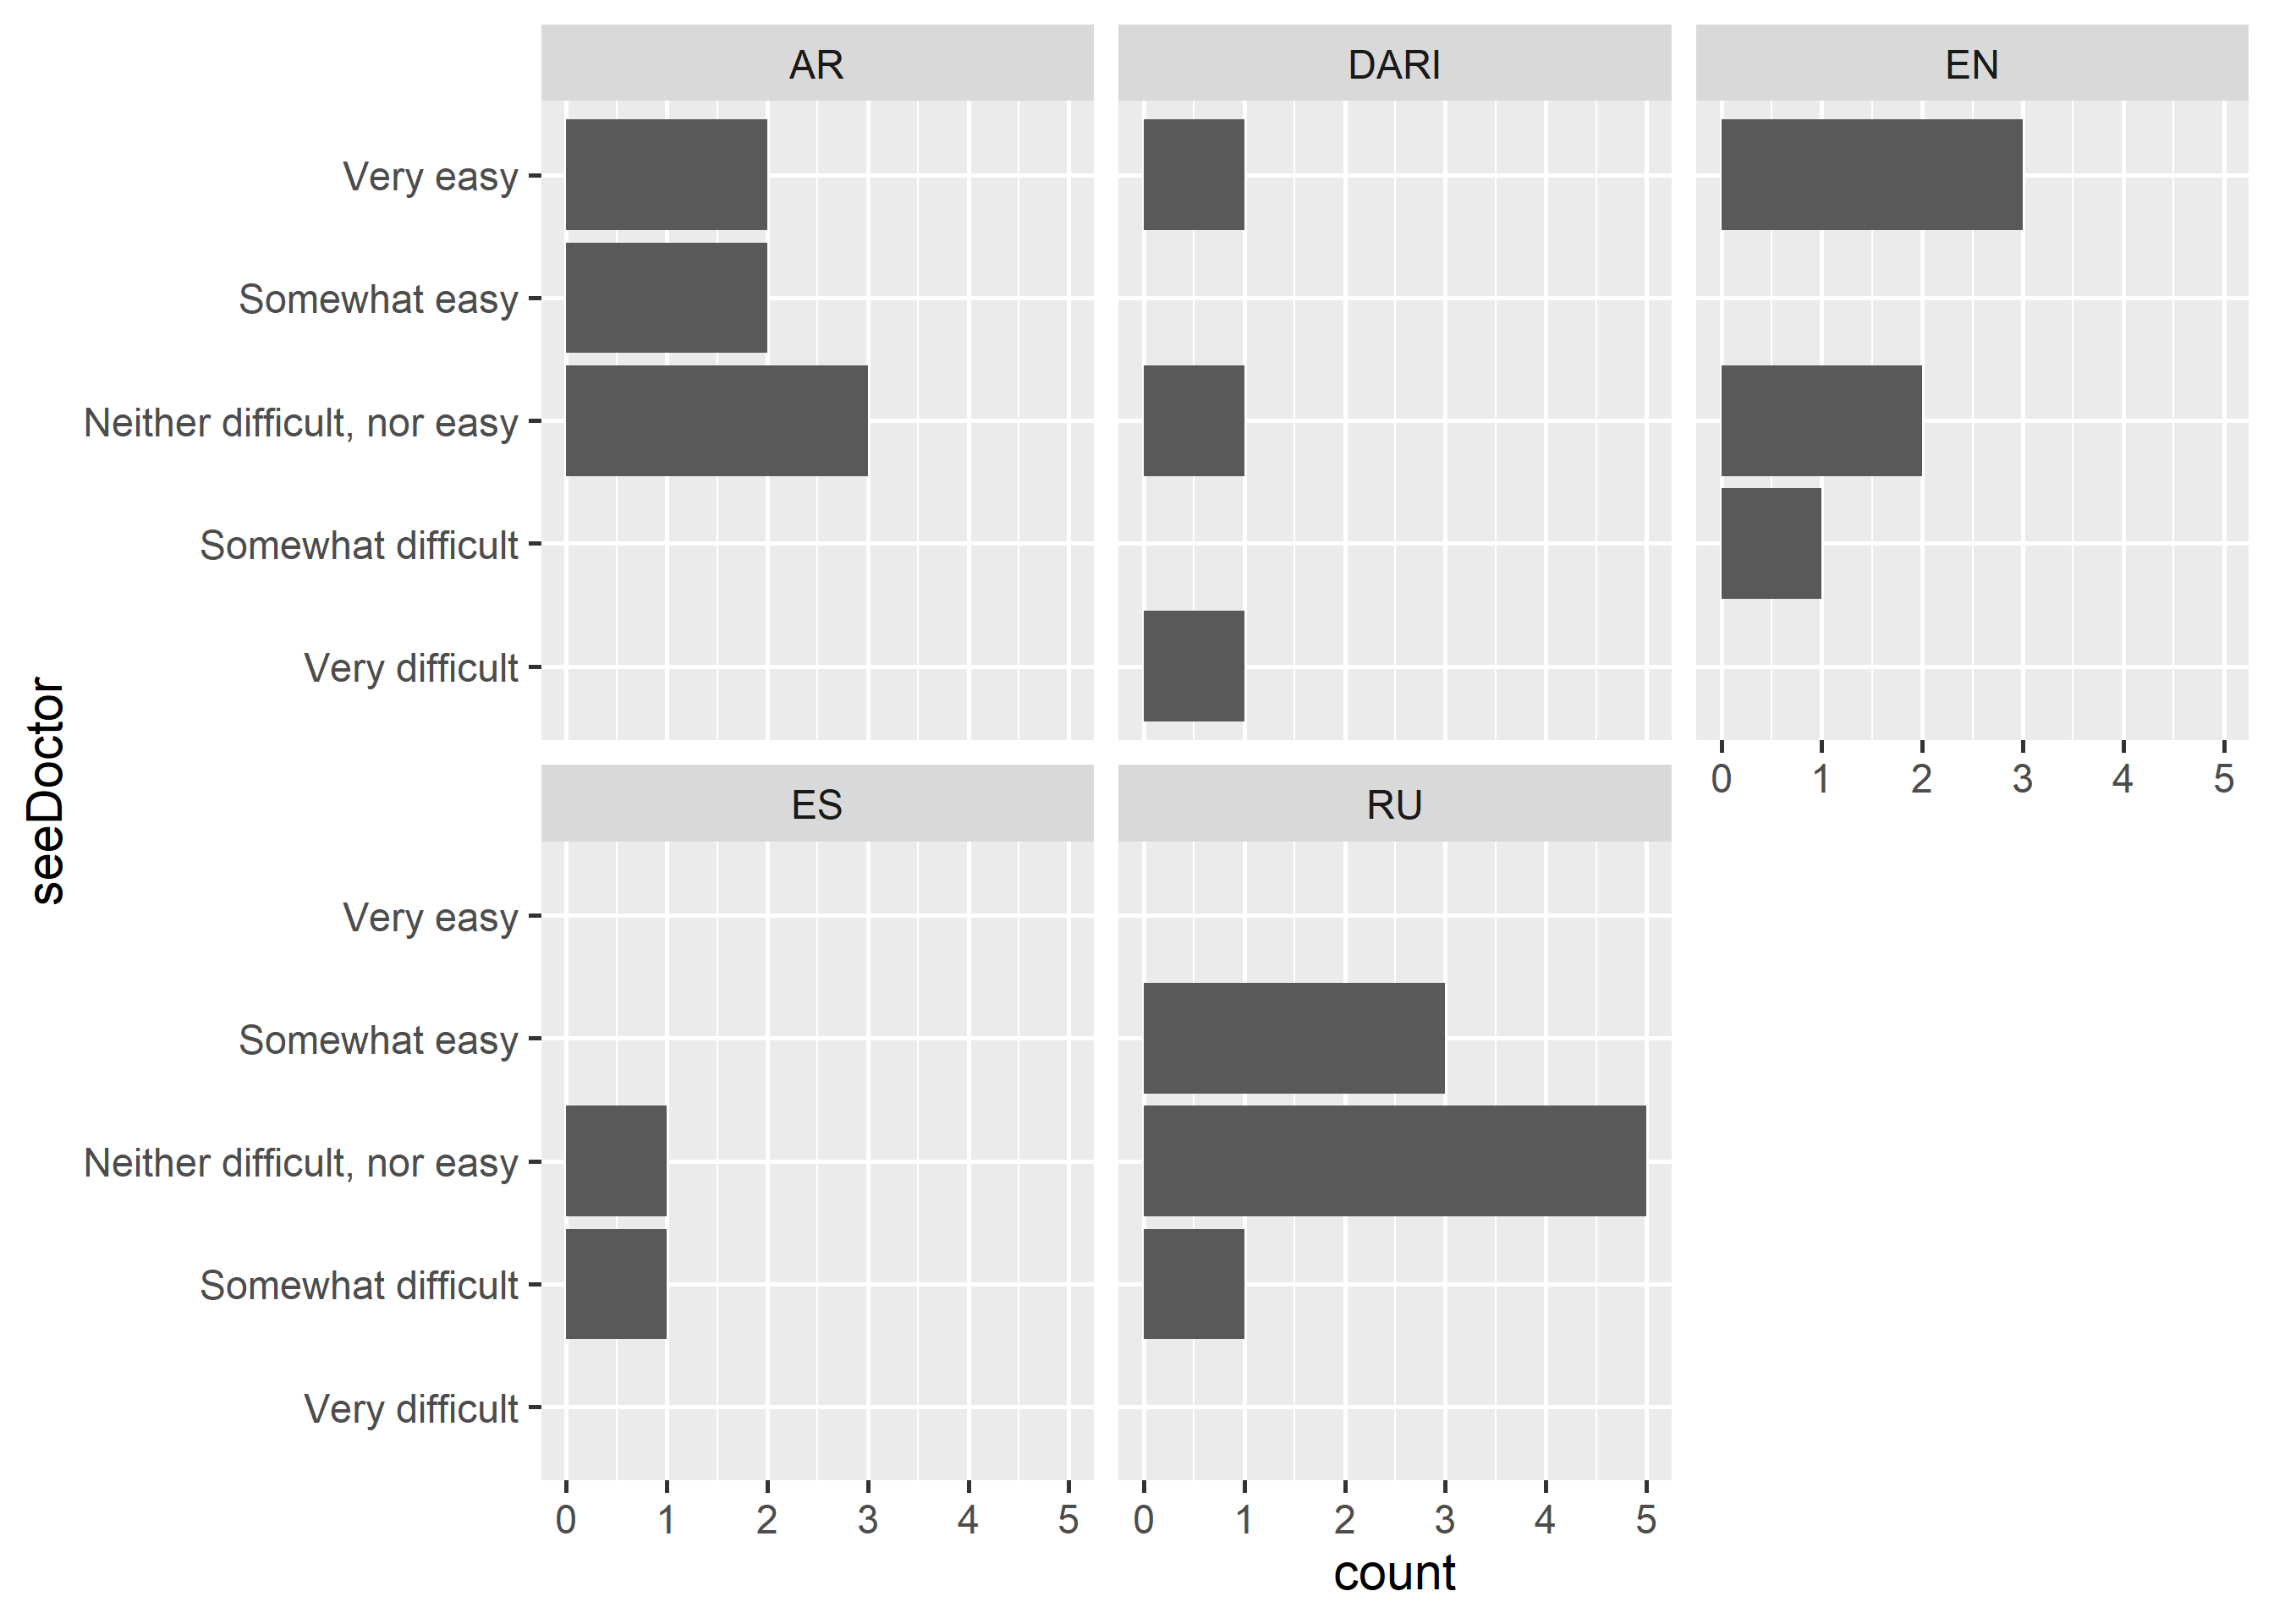 AR
DARI
EN
Very easy
Somewhat easy
Neither difficult, nor easy
Somewhat difficult
Very difficult
0 1 2 3 4 5
ES
RU
Very easy
Somewhat easy
Neither difficult, nor easy
Somewhat difficult
Very difficult
0 1 2 3 4 5
0 1 2 3 4 5
count
seeDoctor